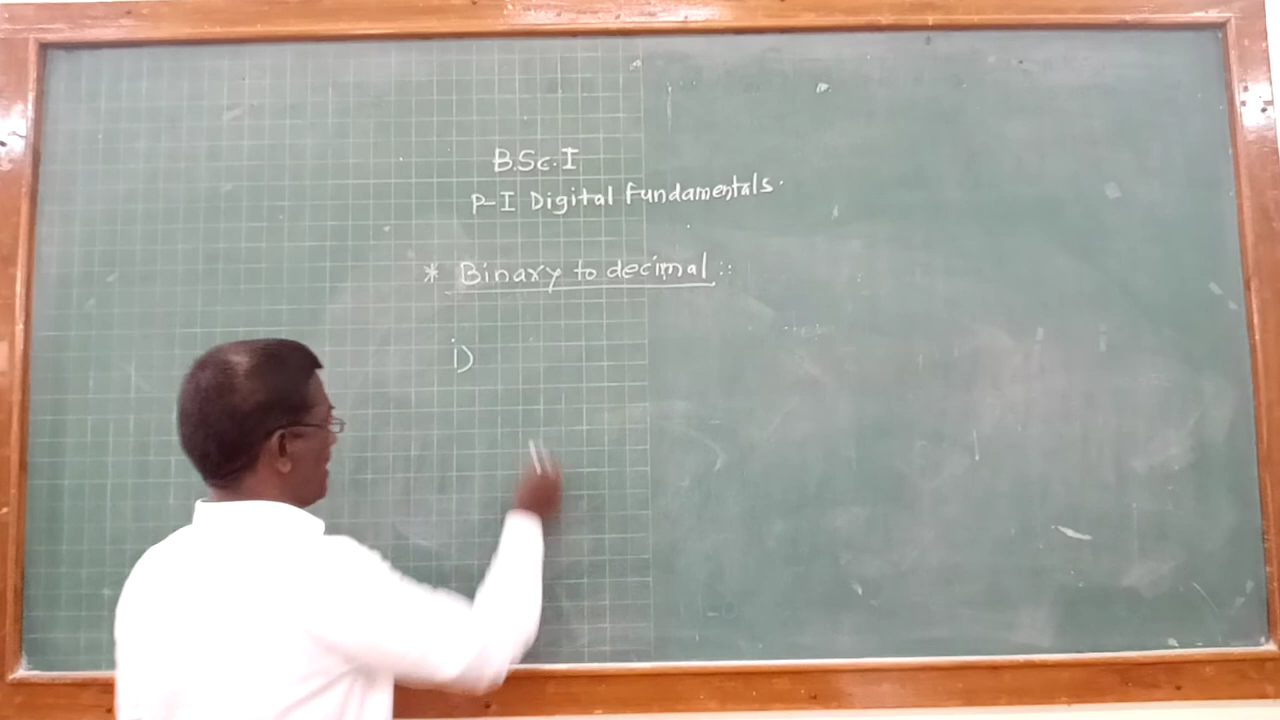 B.Sc.I
P-I Digital Fundamentals.
* Binary to decimal ::
i)